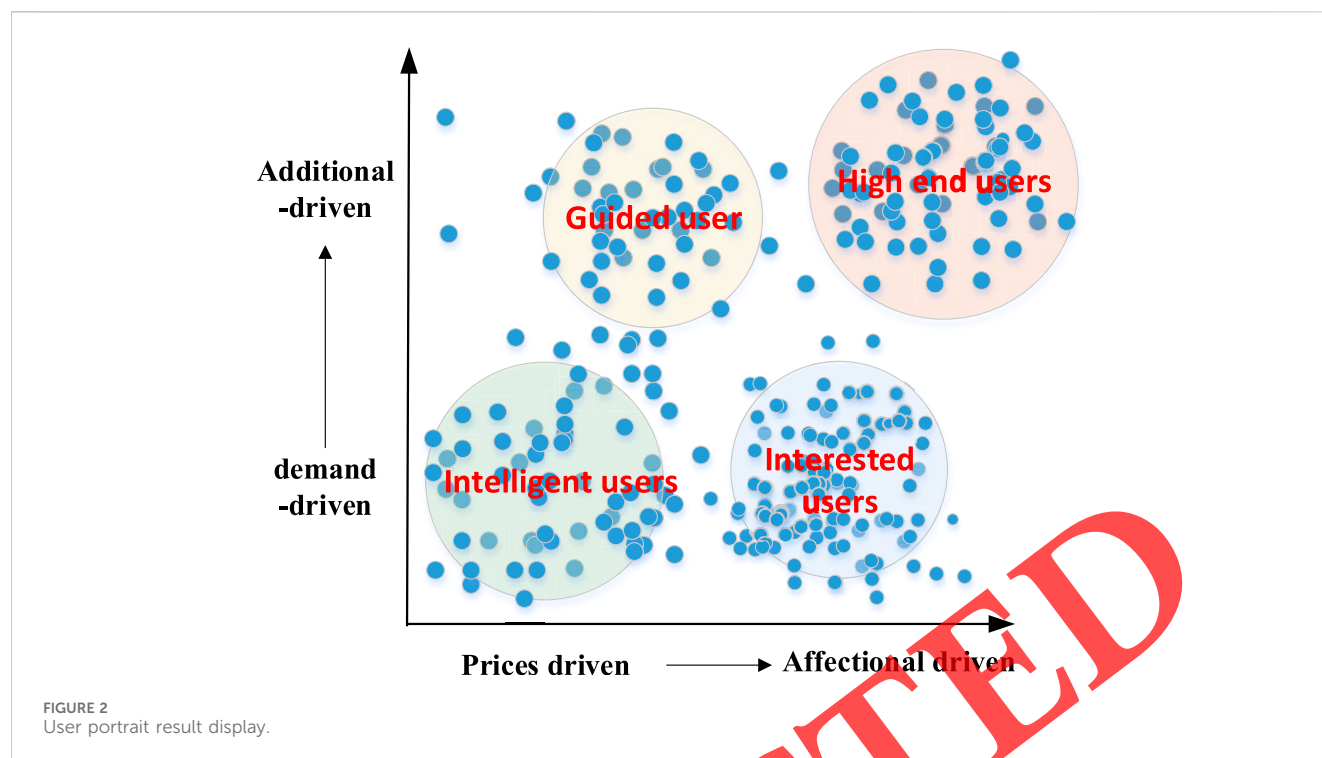 Additional
-driven
Guided user
High end users
demand
-driven
Intelligent users
Interested
users
Prices driven
Affectional driven
FIGURE 2
User portrait result display.
TED